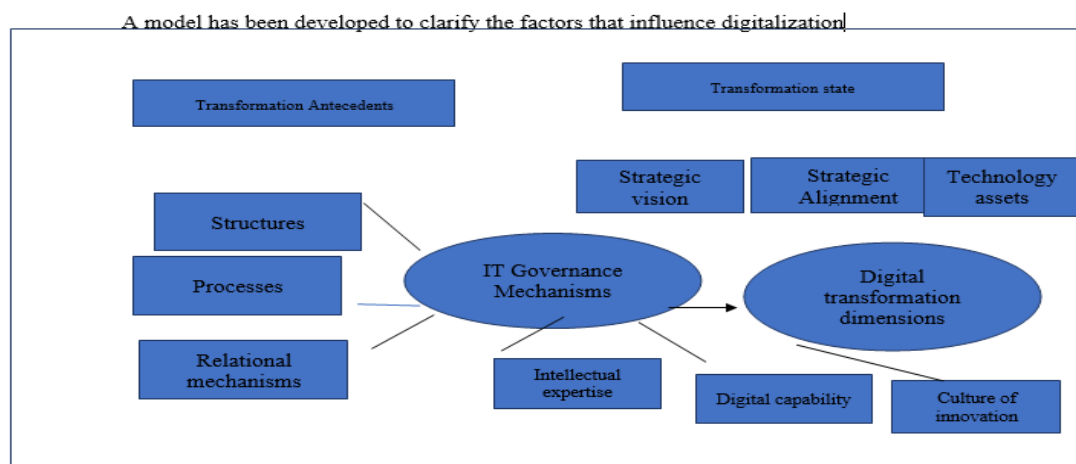 A model has been developed to clarify the factors that influence digitalization
Transformation Antecedents
Transformation state
Strategic
vision
Strategic
Alignment
Technology
assets
Structures
Processes
Relational
mechanisms
IT Governance
Mechanisms
Digital
transformation
dimensions
Intellectual
expertise
Digital capability
Culture of
innovation